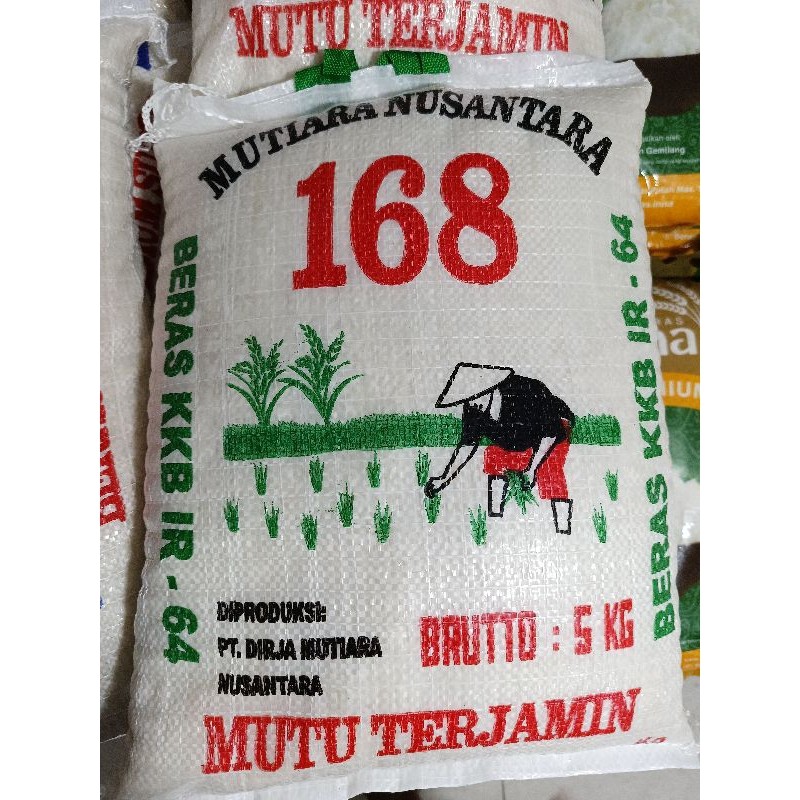 MUTU TERJAMIN
MUTIARA NUSANTARA
168
BERAS KKB IR - 64
BERAS KKB IR - 64
DIPRODUKSI:
PT. DIRJA MUTIARA
NUSANTARA
BRUTTO : 5 KG
MUTU TERJAMIN
Gemilang